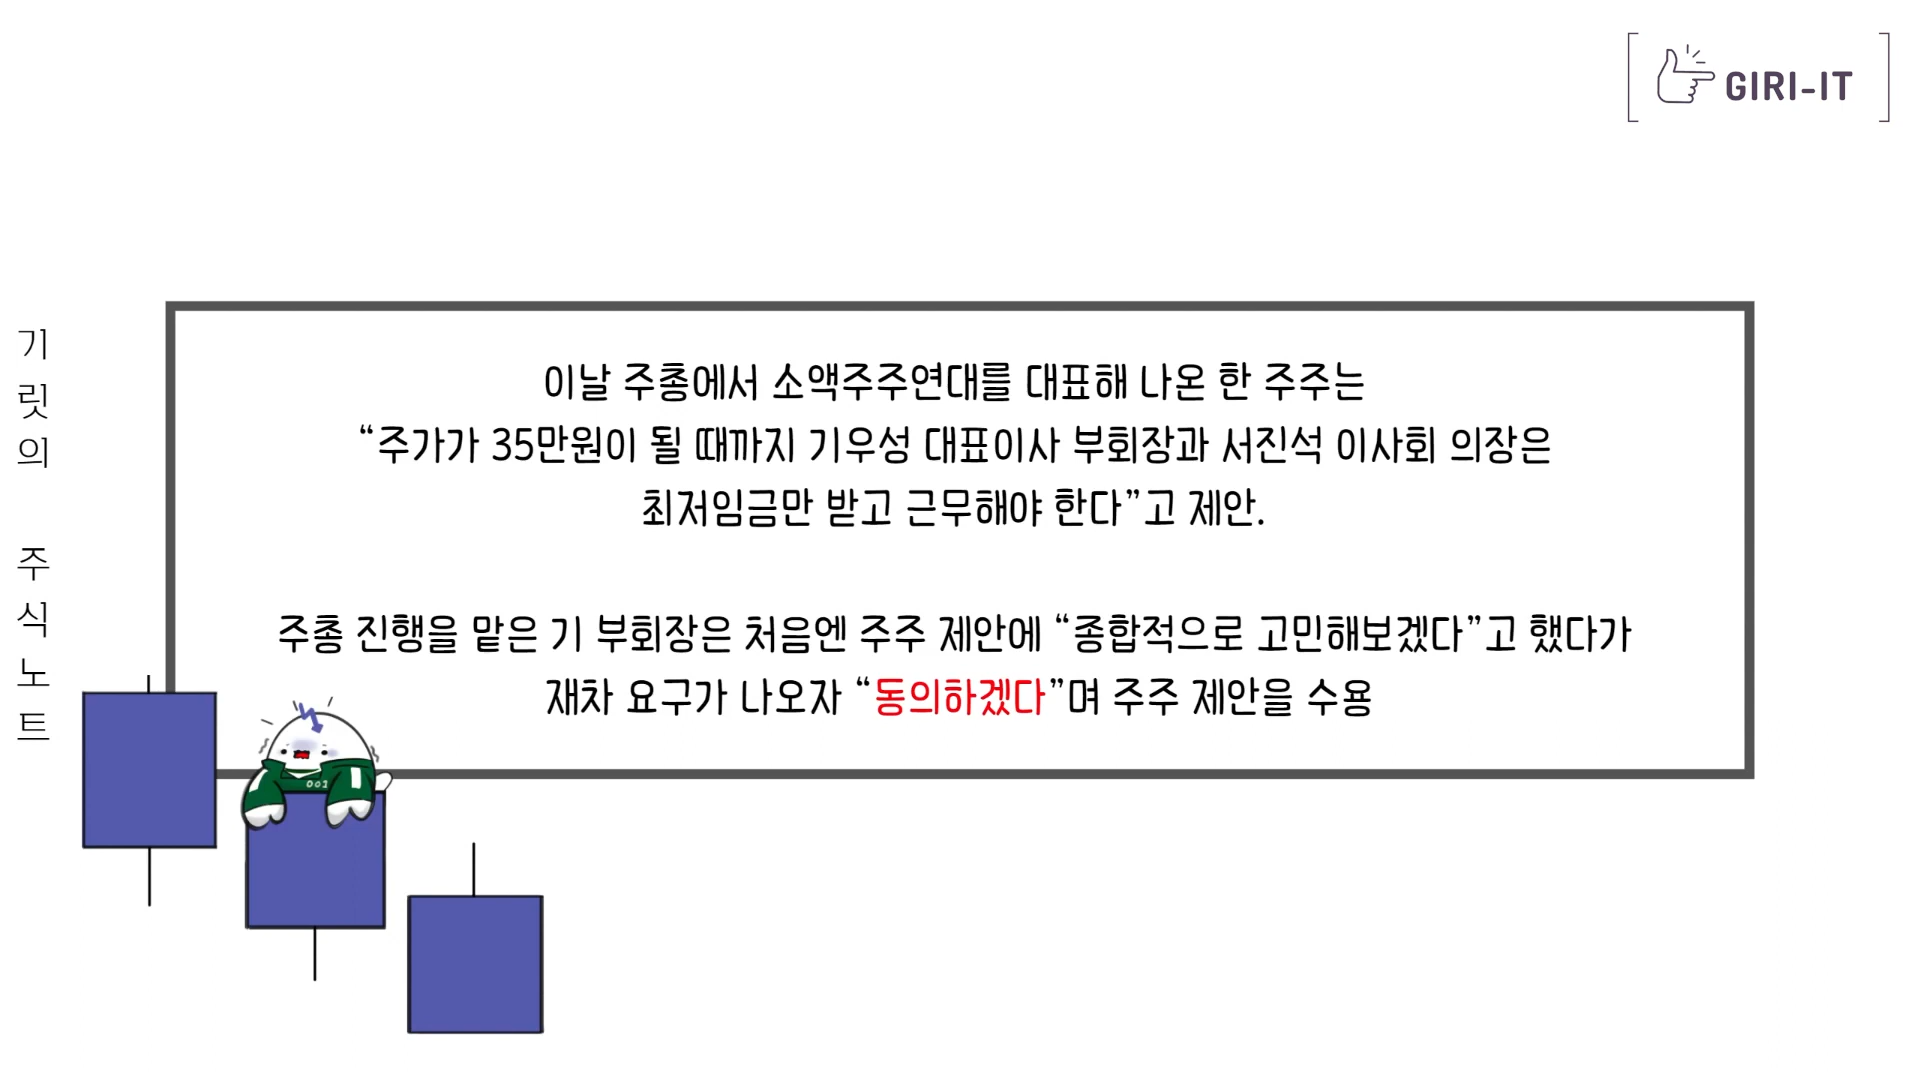 GIRI-IT
기릿의 주식노트
이날 주총에서 소액주주연대를 대표해 나온 한 주주는
“주가가 35만원이 될 때까지 기우성 대표이사 부회장과 서진석 이사회 의장은
최저임금만 받고 근무해야 한다”고 제안.
주총 진행을 맡은 기 부회장은 처음엔 주주 제안에 “종합적으로 고민해보겠다”고 했다가
재차 요구가 나오자 “동의하겠다”며 주주 제안을 수용
001